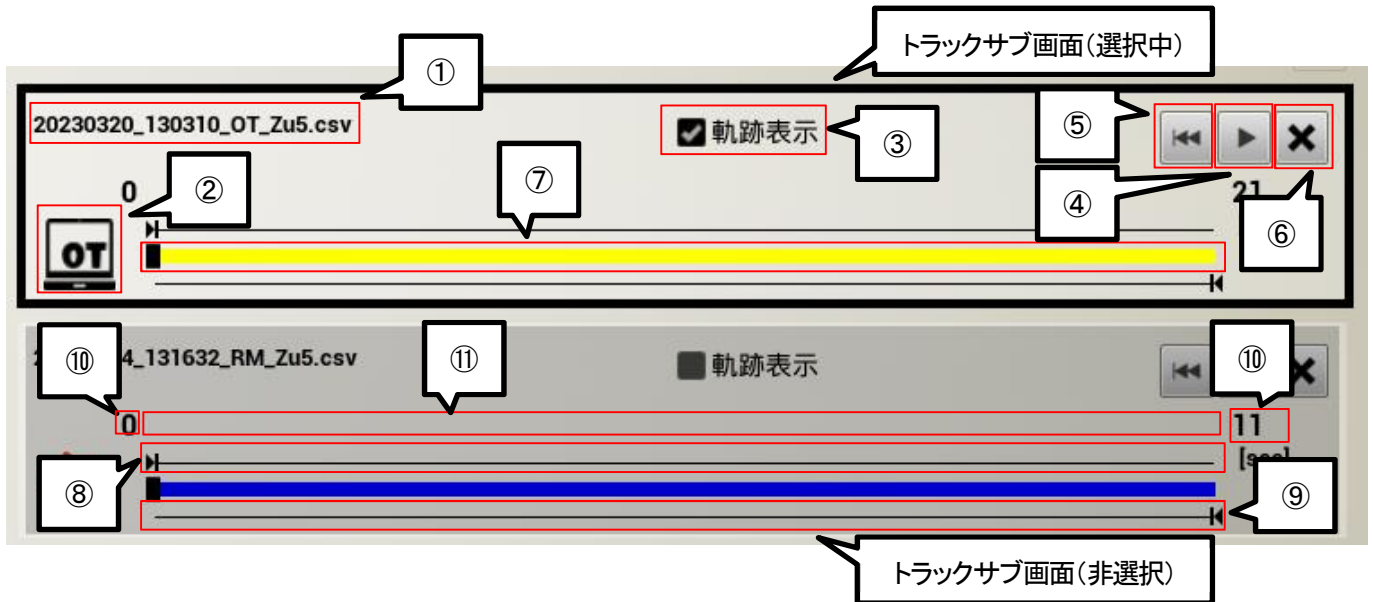 トラックサブ画面（選択中）
①
20230320_130310_OT_Zu5.csv
軌跡表示
③
⑤
②
⑦
④
⑥
0
21
OT
⑩
4_131632_RM_Zu5.csv
⑪
軌跡表示
⑩
0
11
⑧
⑨
トラックサブ画面（非選択）